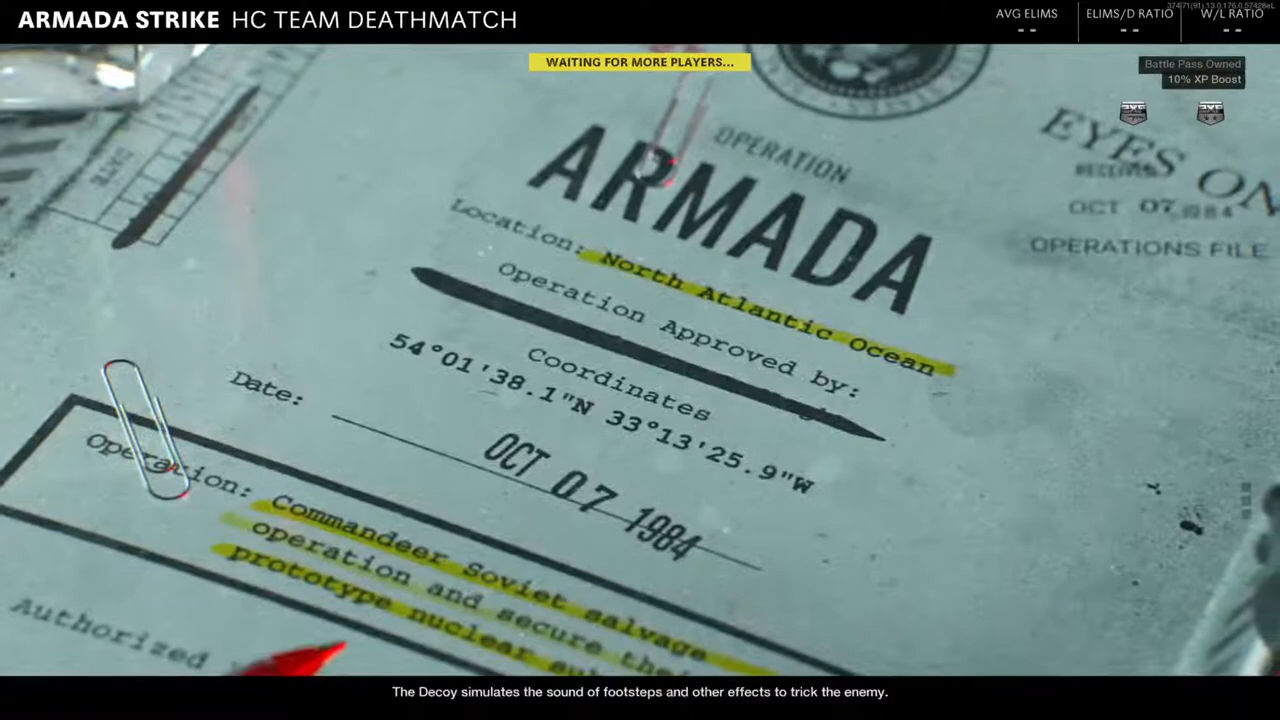 ARMADA STRIKE HC TEAM DEATHMATCH
AVG ELIMS
--
ELIMS/D RATIO
--
W/L RATIO
--
WAITING FOR MORE PLAYERS...
Battle Pass Owned
10% XP Boost
2XP
2XP
OPERATION
ARMADA
EYES ON
RECEIVED
OCT 07 1984
OPERATIONS FILE
Location: North Atlantic Ocean
Operation Approved by:
Coordinates
54°01'38.1"N 33°13'25.9"W
Date:
OCT 07 1984
Operation: Commandeer Soviet salvage
operation and secure the
prototype nuclear
Authorized
The Decoy simulates the sound of footsteps and other effects to trick the enemy.